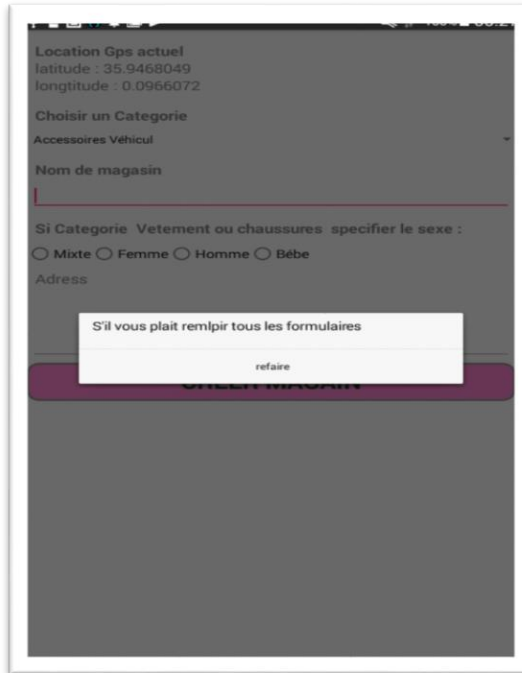 Location Gps actuel
latitude : 35.9468049
longtitude : 0.0966072
Choisir un Categorie
Accessoires Véhicul
Nom de magasin
Si Categorie Vetement ou chaussures specifier le sexe :
Mixte Femme Homme Bébe
Adress
S'il vous plait remlpir tous les formulaires
refaire